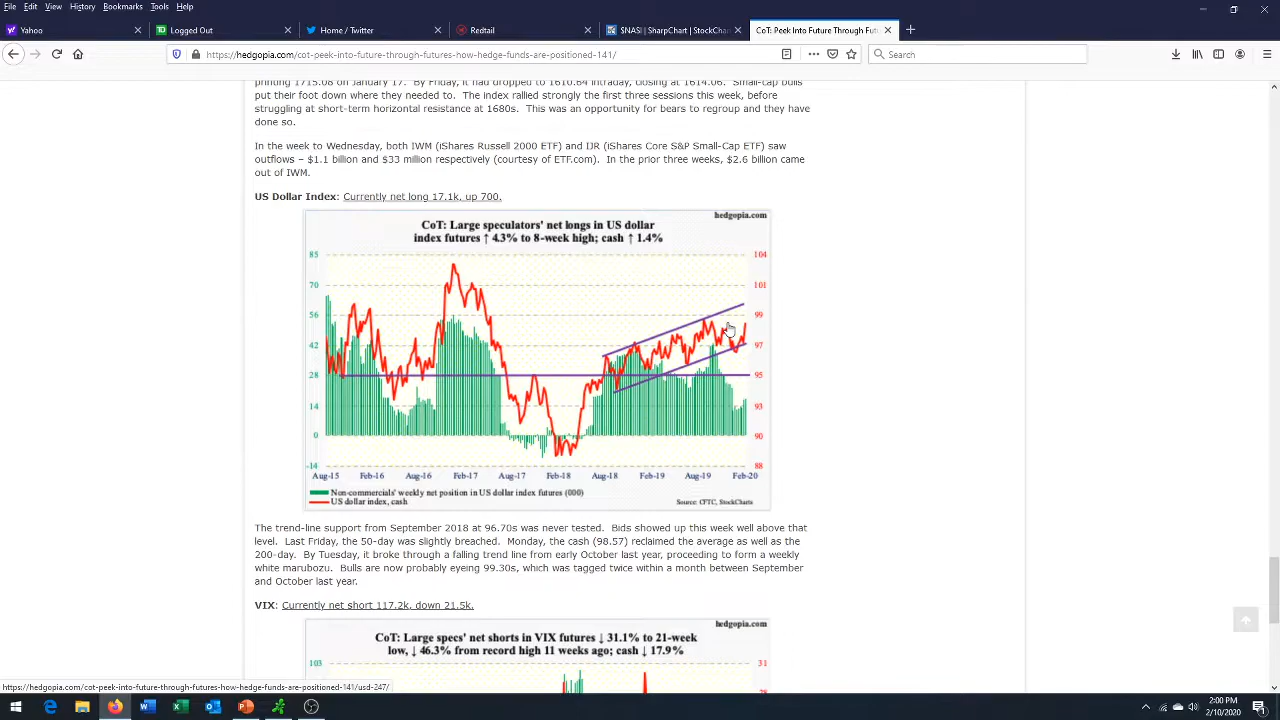 File Edit View History Bookmarks Tools Help
Yahoo
Logged Out
Home / Twitter
Redtail
$NASI | SharpChart | StockChart
CoT: Peek Into Future Through Fut
https://hedgopia.com/cot-peek-into-future-through-futures-how-hedge-funds-are-positioned-141/
Search
printing 1715.08 on January 17. By Friday, it had dropped to 1610.64 intraday, closing at 1614.06. Small-cap bulls
put their foot down where they needed to. The index rallied strongly the first three sessions this week, before
struggling at short-term horizontal resistance at 1680s. This was an opportunity for bears to regroup and they have
done so.
In the week to Wednesday, both IWM (iShares Russell 2000 ETF) and IJR (iShares Core S&P Small-Cap ETF) saw
outflows – $1.1 billion and $33 million respectively (courtesy of ETF.com). In the prior three weeks, $2.6 billion came
out of IWM.
US Dollar Index: Currently net long 17.1k, up 700.
hedgopia.com
CoT: Large speculators' net longs in US dollar
index futures ↑ 4.3% to 8-week high; cash ↑ 1.4%
85 104
70 101
56 99
42 97
28 95
14 93
0 90
-14 88
Aug-15 Feb-16 Aug-16 Feb-17 Aug-17 Feb-18 Aug-18 Feb-19 Aug-19 Feb-20
Non-commercials' weekly net position in US dollar index futures (000)
US dollar index, cash
Source: CFTC, StockCharts
The trend-line support from September 2018 at 96.70s was never tested. Bids showed up this week well above that
level. Last Friday, the 50-day was slightly breached. Monday, the cash (98.57) reclaimed the average as well as the
200-day. By Tuesday, it broke through a falling trend line from early October last year, proceeding to form a weekly
white marubozu. Bulls are now probably eyeing 99.30s, which was tagged twice within a month between September
and October last year.
VIX: Currently net short 117.2k, down 21.5k.
hedgopia.com
CoT: Large specs' net shorts in VIX futures ↓ 31.1% to 21-week
low, ↓ 46.3% from record high 11 weeks ago; cash ↓ 17.9%
103 31
28
https://hedgopia.com/cot-peek-into-future-through-futures-how-hedge-funds-are-positioned-141/usd-247/
2:00 PM
2/10/2020